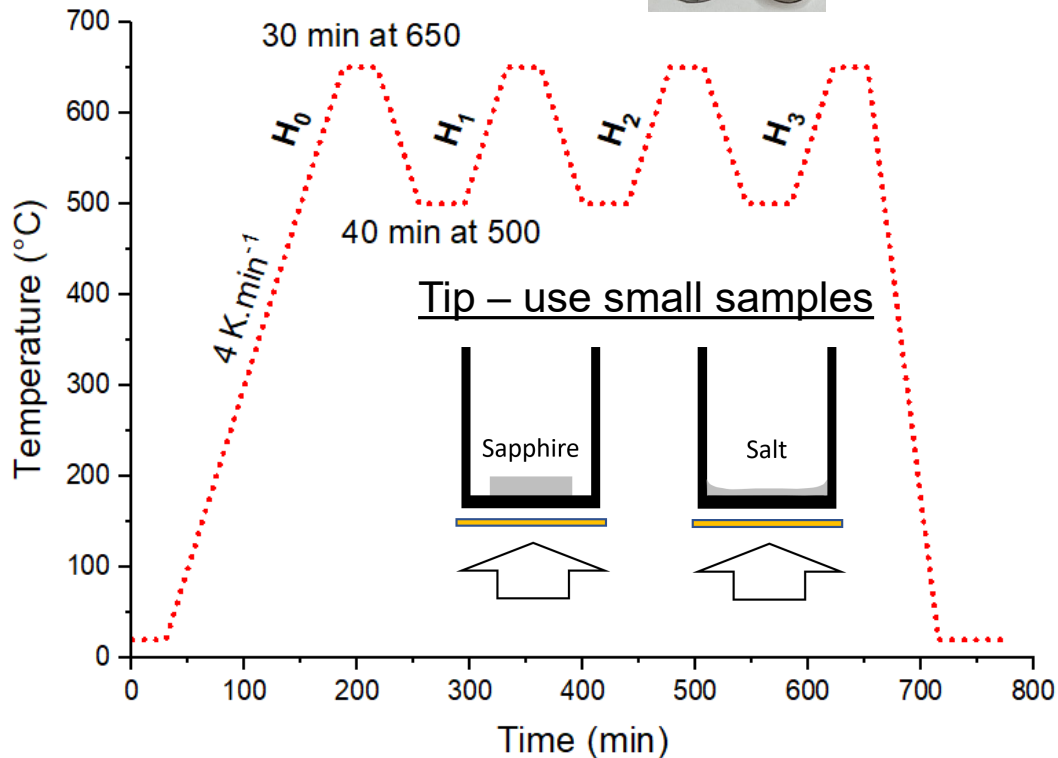 700
30 min at 650
600
H₀
H₁
H₂
H₃
500
40 min at 500
4 K.min⁻¹
400
Tip – use small samples
300
Sapphire
Salt
200
100
0
0 100 200 300 400 500 600 700 800
Temperature (°C)
Time (min)